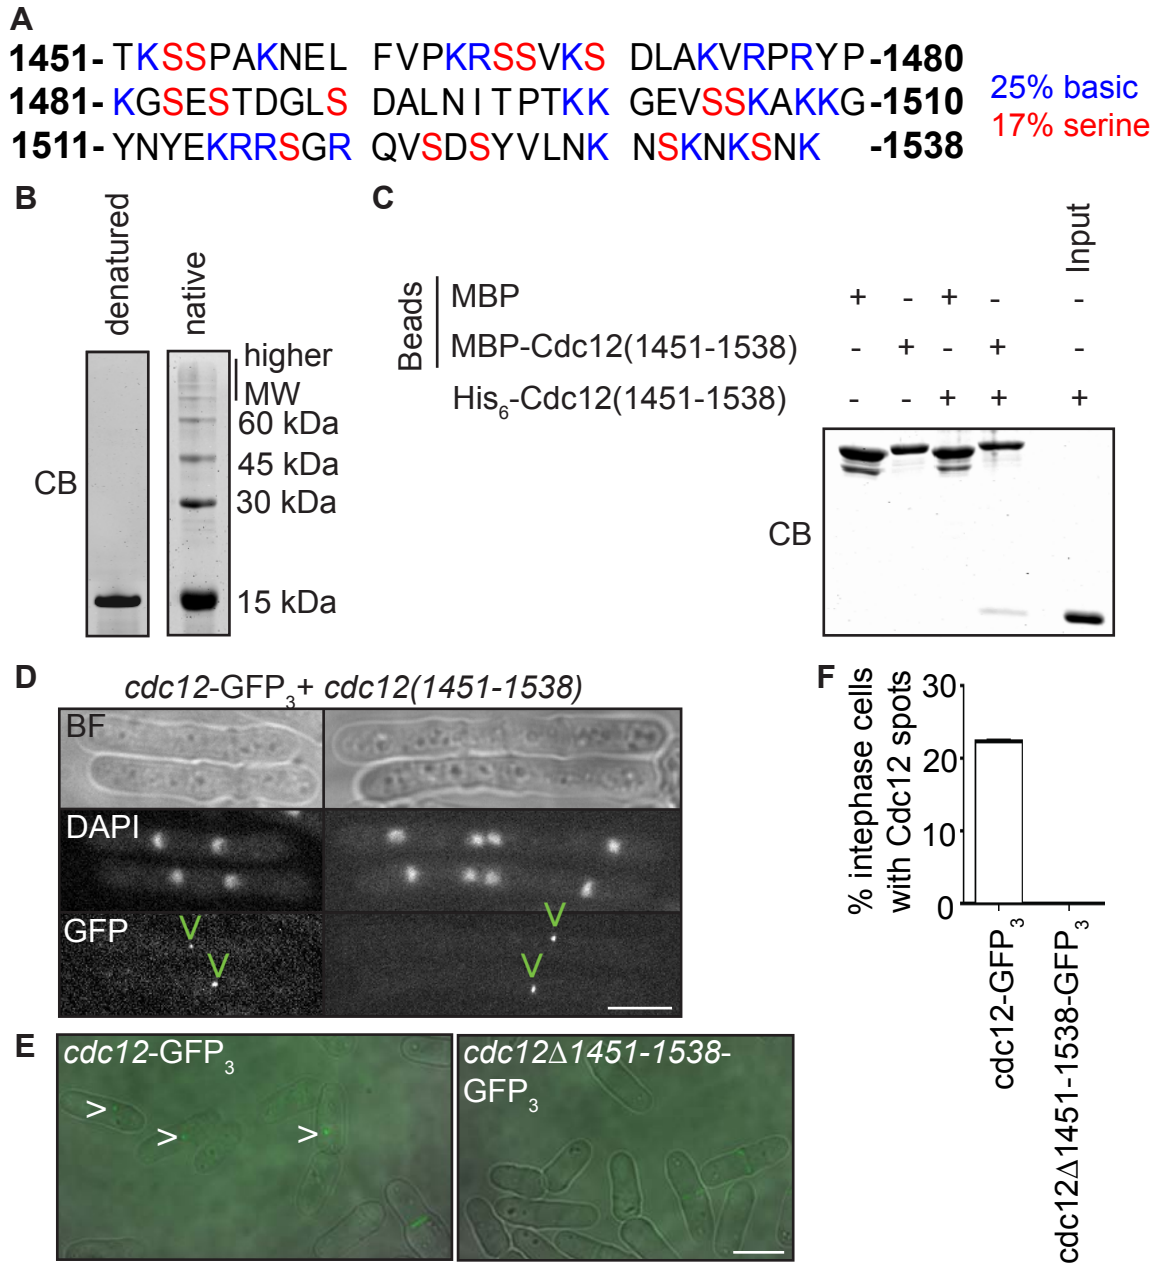 A
1451- TKSSPAKNEL FVPKRSSVKS DLAKVRPRYP -1480
1481- KGSESTDGLS DALNITPTKK GEVSSKAKKG -1510
1511- YNYEKRRSGR QVSDSYVLNK NSKNKSNK -1538
25% basic
17% serine
B
denatured
native
higher
MW
60 kDa
45 kDa
30 kDa
15 kDa
CB
C
Input
Beads
MBP + - + - -
MBP-Cdc12(1451-1538) - + - + -
His6-Cdc12(1451-1538) - - + + +
CB
D
cdc12-GFP3+ cdc12(1451-1538)
BF
DAPI
GFP
E
cdc12-GFP3
cdc12Δ1451-1538-
GFP3
F
% intephase cells
with Cdc12 spots
30
20
10
0
cdc12-GFP3
cdc12Δ1451-1538-GFP3